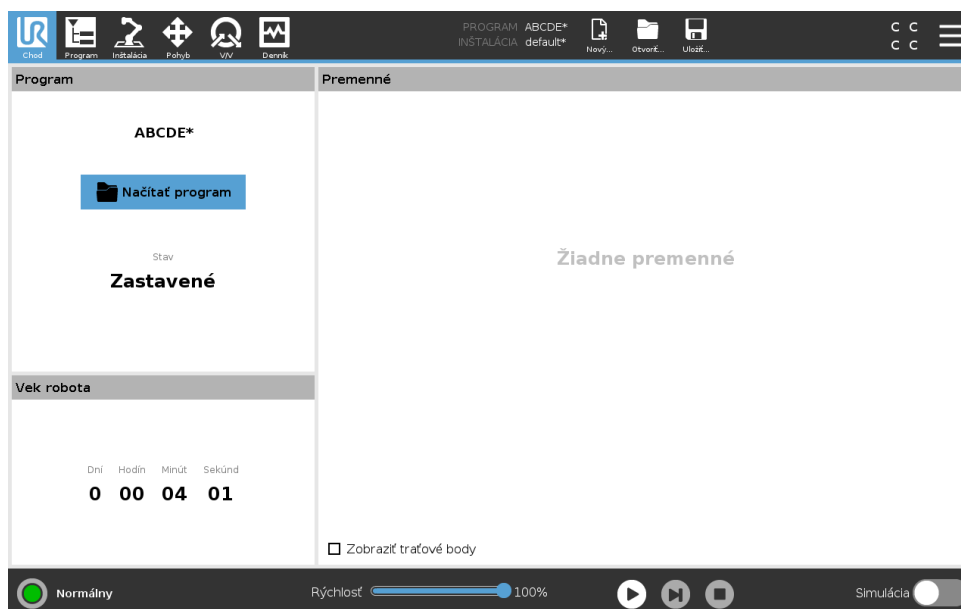 PROGRAM ABCDE*
INŠTALÁCIA default*
Chod Program Inštalácia Pohyb V/V Denník Nový... Otvoriť... Uložiť...
C C
C C
Program
ABCDE*
Načítať program
Stav
Zastavené
Premenné
Žiadne premenné
Vek robota
Dní Hodín Minút Sekúnd
0 00 04 01
Zobraziť traťové body
Normálny Rýchlosť 100% Simulácia